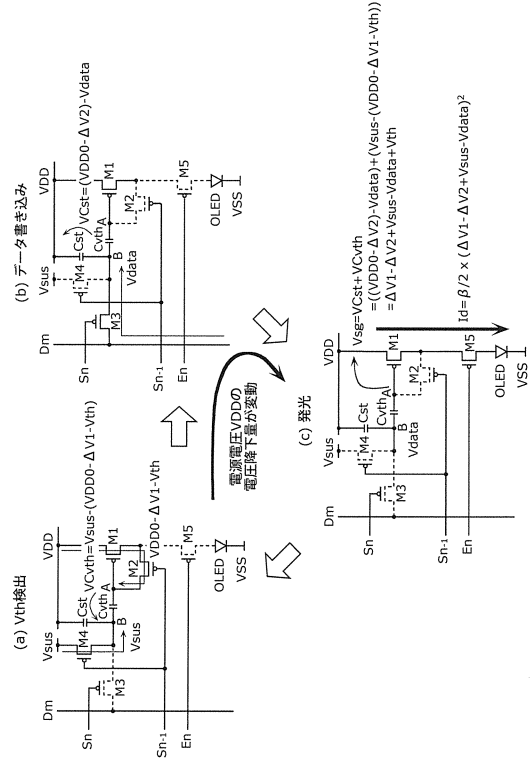 (a) Vth検出
Dm
Vsus
VDD
VCvth=Vsus-(VDD0-ΔV1-Vth)
Cst
M4
Cvth
A
M1
Sn
M3
B
M2
VDD0-ΔV1-Vth
Vsus
Sn-1
M5
En
OLED
VSS
(b) データ書き込み
Dm
Vsus
VDD
VCst=(VDD0-ΔV2)-Vdata
Cst
M4
Cvth
A
M1
Sn
M3
B
M2
Vdata
Sn-1
M5
En
OLED
VSS
電源電圧VDDの
電圧降下量が変動
(c) 発光
Dm
Vsus
VDD
Vsg=VCst+VCvth
=((VDD0-ΔV2)-Vdata)+(Vsus-(VDD0-ΔV1-Vth))
=ΔV1-ΔV2+Vsus-Vdata+Vth
Cst
M4
Cvth
A
M1
Sn
M3
B
M2
Vdata
Id=β/2 x (ΔV1-ΔV2+Vsus-Vdata)²
Sn-1
M5
En
OLED
VSS